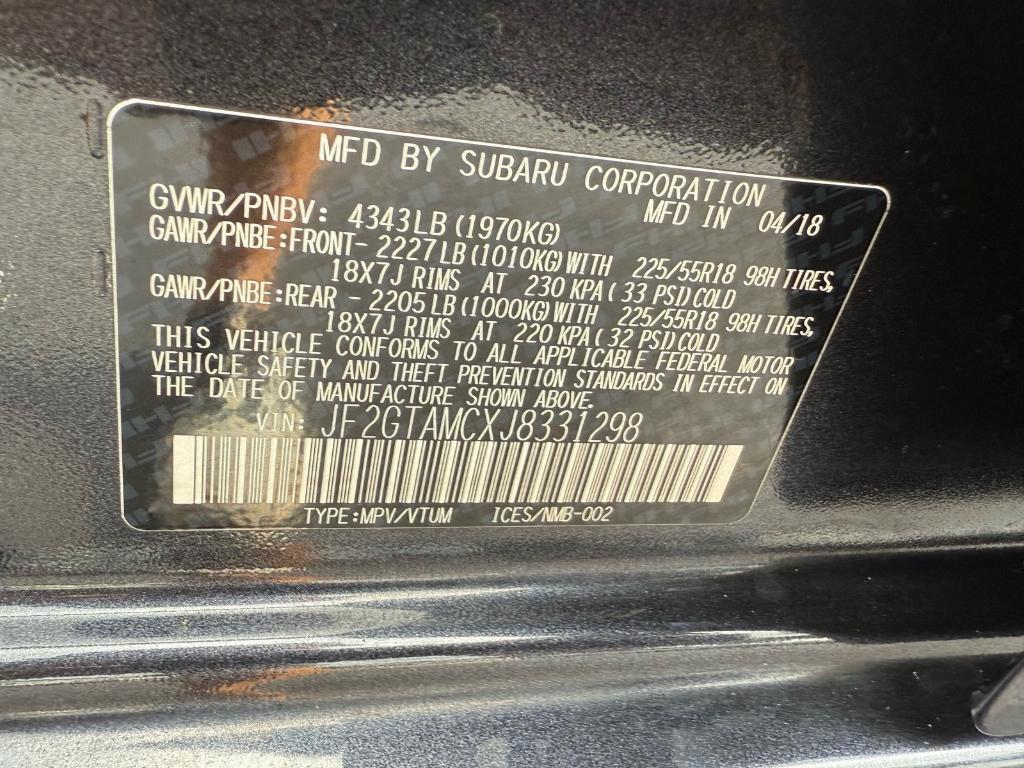 MFD BY SUBARU CORPORATION
GVWR/PNBV: 4343LB(1970KG) MFD IN 04/18
GAWR/PNBE:FRONT- 2227LB(1010KG)WITH 225/55R18 98H TIRES,
18X7J RIMS AT 230 KPA(33 PSI)COLD
GAWR/PNBE:REAR - 2205LB(1000KG)WITH 225/55R18 98H TIRES,
18X7J RIMS AT 220 KPA(32 PSI)COLD
THIS VEHICLE CONFORMS TO ALL APPLICABLE FEDERAL MOTOR
VEHICLE SAFETY AND THEFT PREVENTION STANDARDS IN EFFECT ON
THE DATE OF MANUFACTURE SHOWN ABOVE.
VIN: JF2GTAMCXJ8331298
TYPE:MPV/VTUM ICES/NMB-002